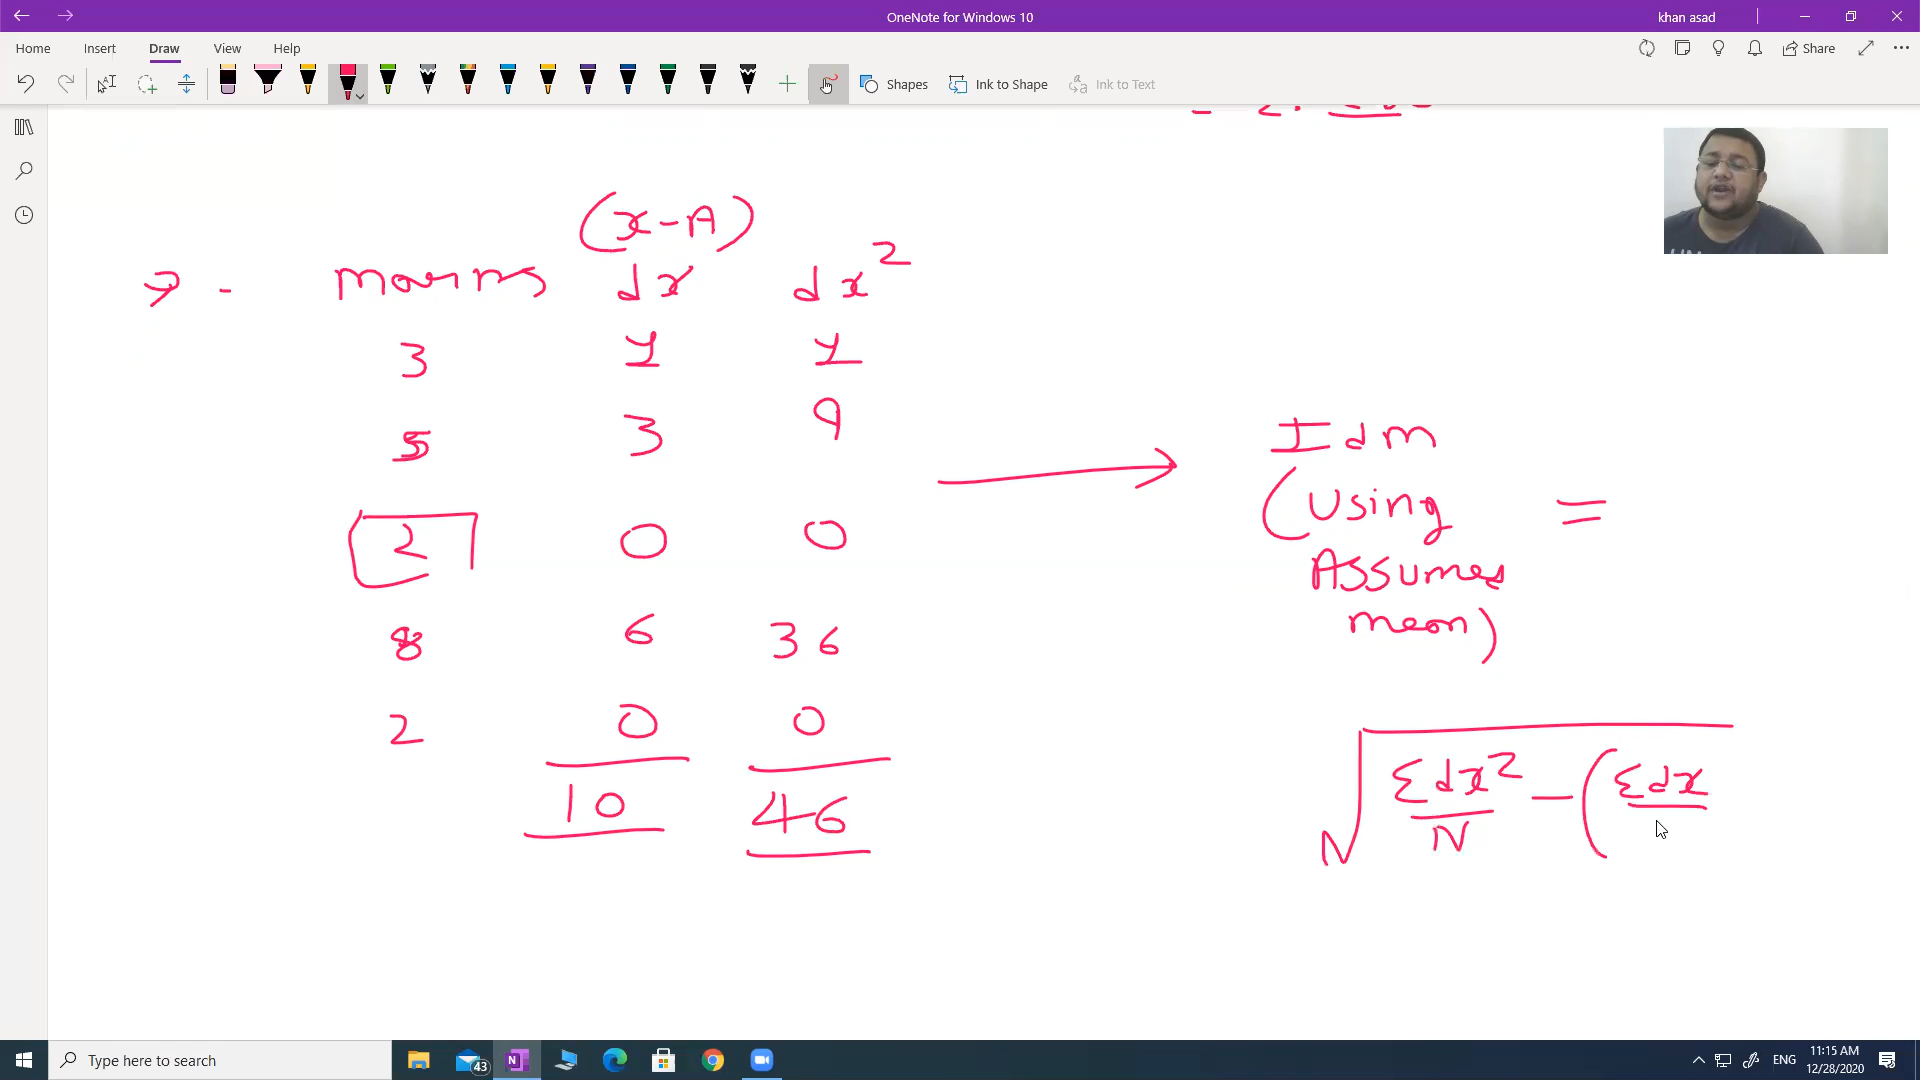 OneNote for Windows 10
khan asad
Home Insert Draw View Help
Share
Shapes Ink to Shape Ink to Text
(x-A)
dx dx²
3 1 1
5 3 9
2 0 0
8 6 36
2 0 0
10 46
Idm
(Using =
Assumed
mean)
√ Σdx²/N - (Σdx
Type here to search
43
ENG
11:15 AM
12/28/2020